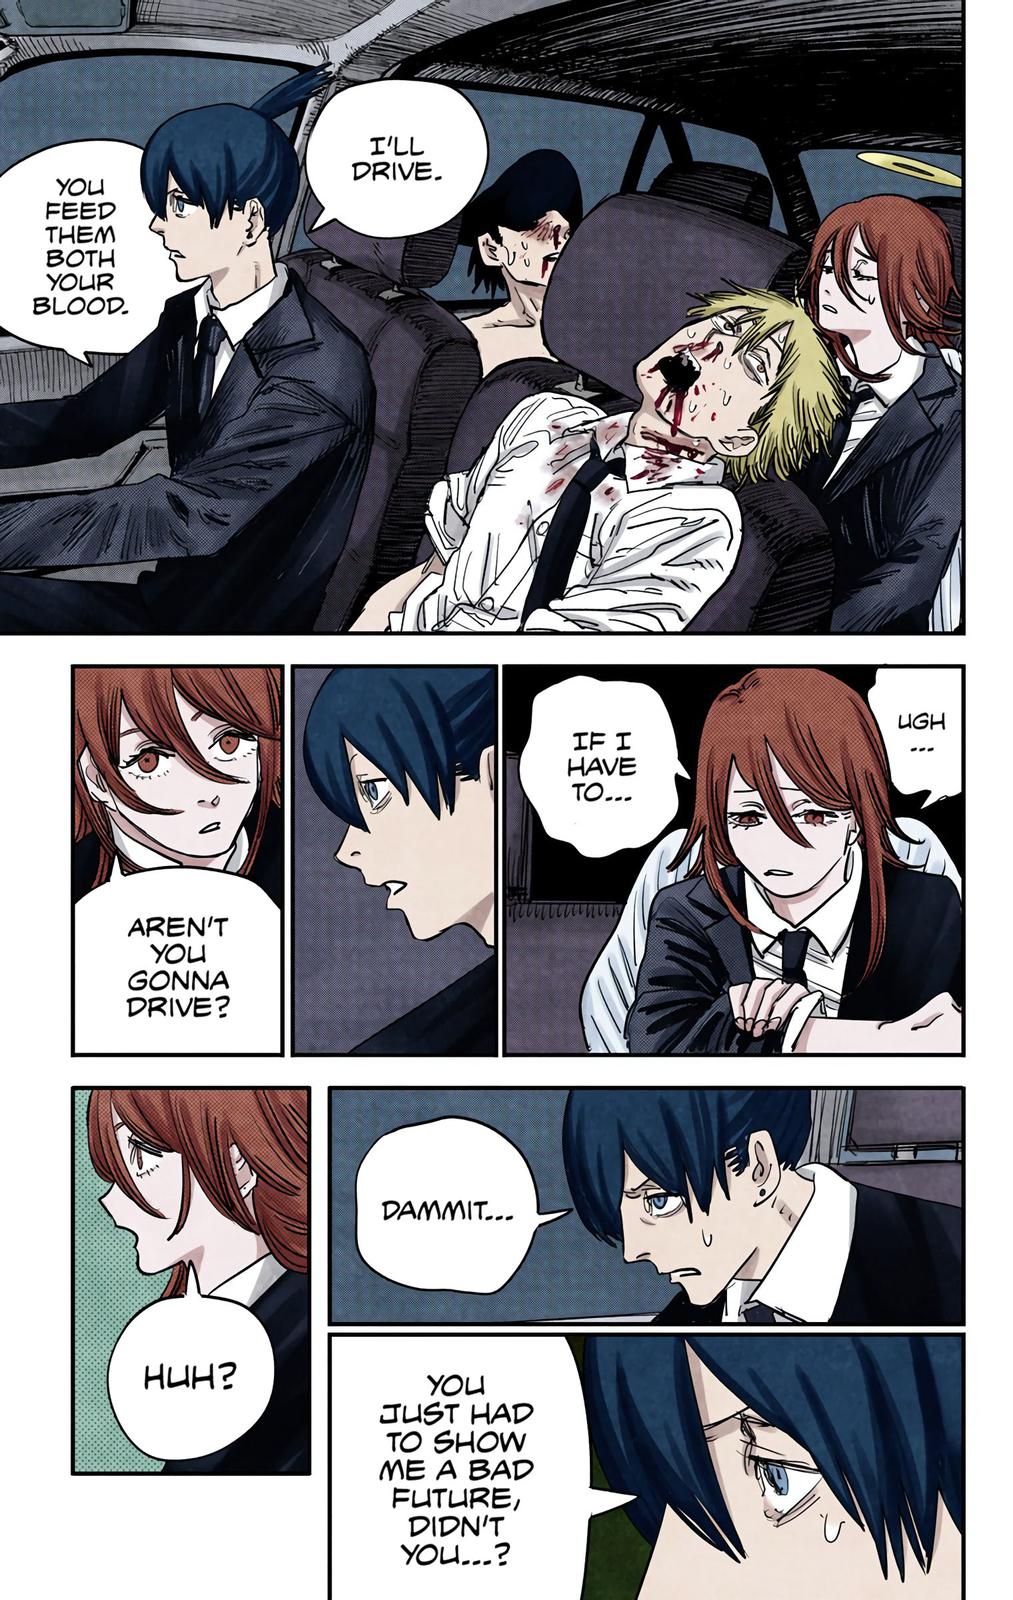 I'LL
DRIVE.
YOU
FEED
THEM
BOTH
YOUR
BLOOD.
UGH
...
IF I
HAVE
TO...
AREN'T
YOU
GONNA
DRIVE?
DAMMIT...
YOU
JUST HAD
TO SHOW
ME A BAD
FUTURE,
DIDN'T
YOU...?
HUH?